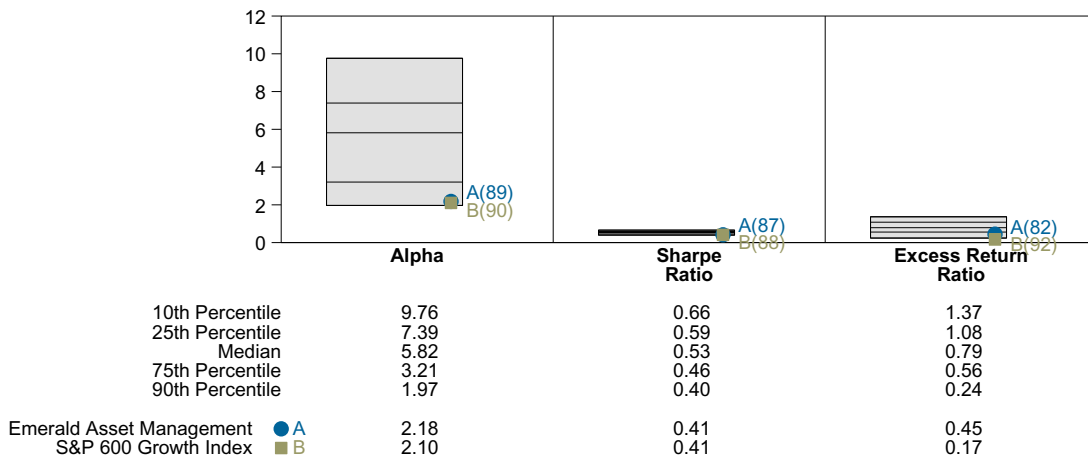 12
10
8
6
4
2
0
A(89)
B(90)
A(87)
B(88)
A(82)
B(92)
Alpha
Sharpe
Ratio
Excess Return
Ratio
10th Percentile 9.76 0.66 1.37
25th Percentile 7.39 0.59 1.08
Median 5.82 0.53 0.79
75th Percentile 3.21 0.46 0.56
90th Percentile 1.97 0.40 0.24
Emerald Asset Management A 2.18 0.41 0.45
S&P 600 Growth Index B 2.10 0.41 0.17